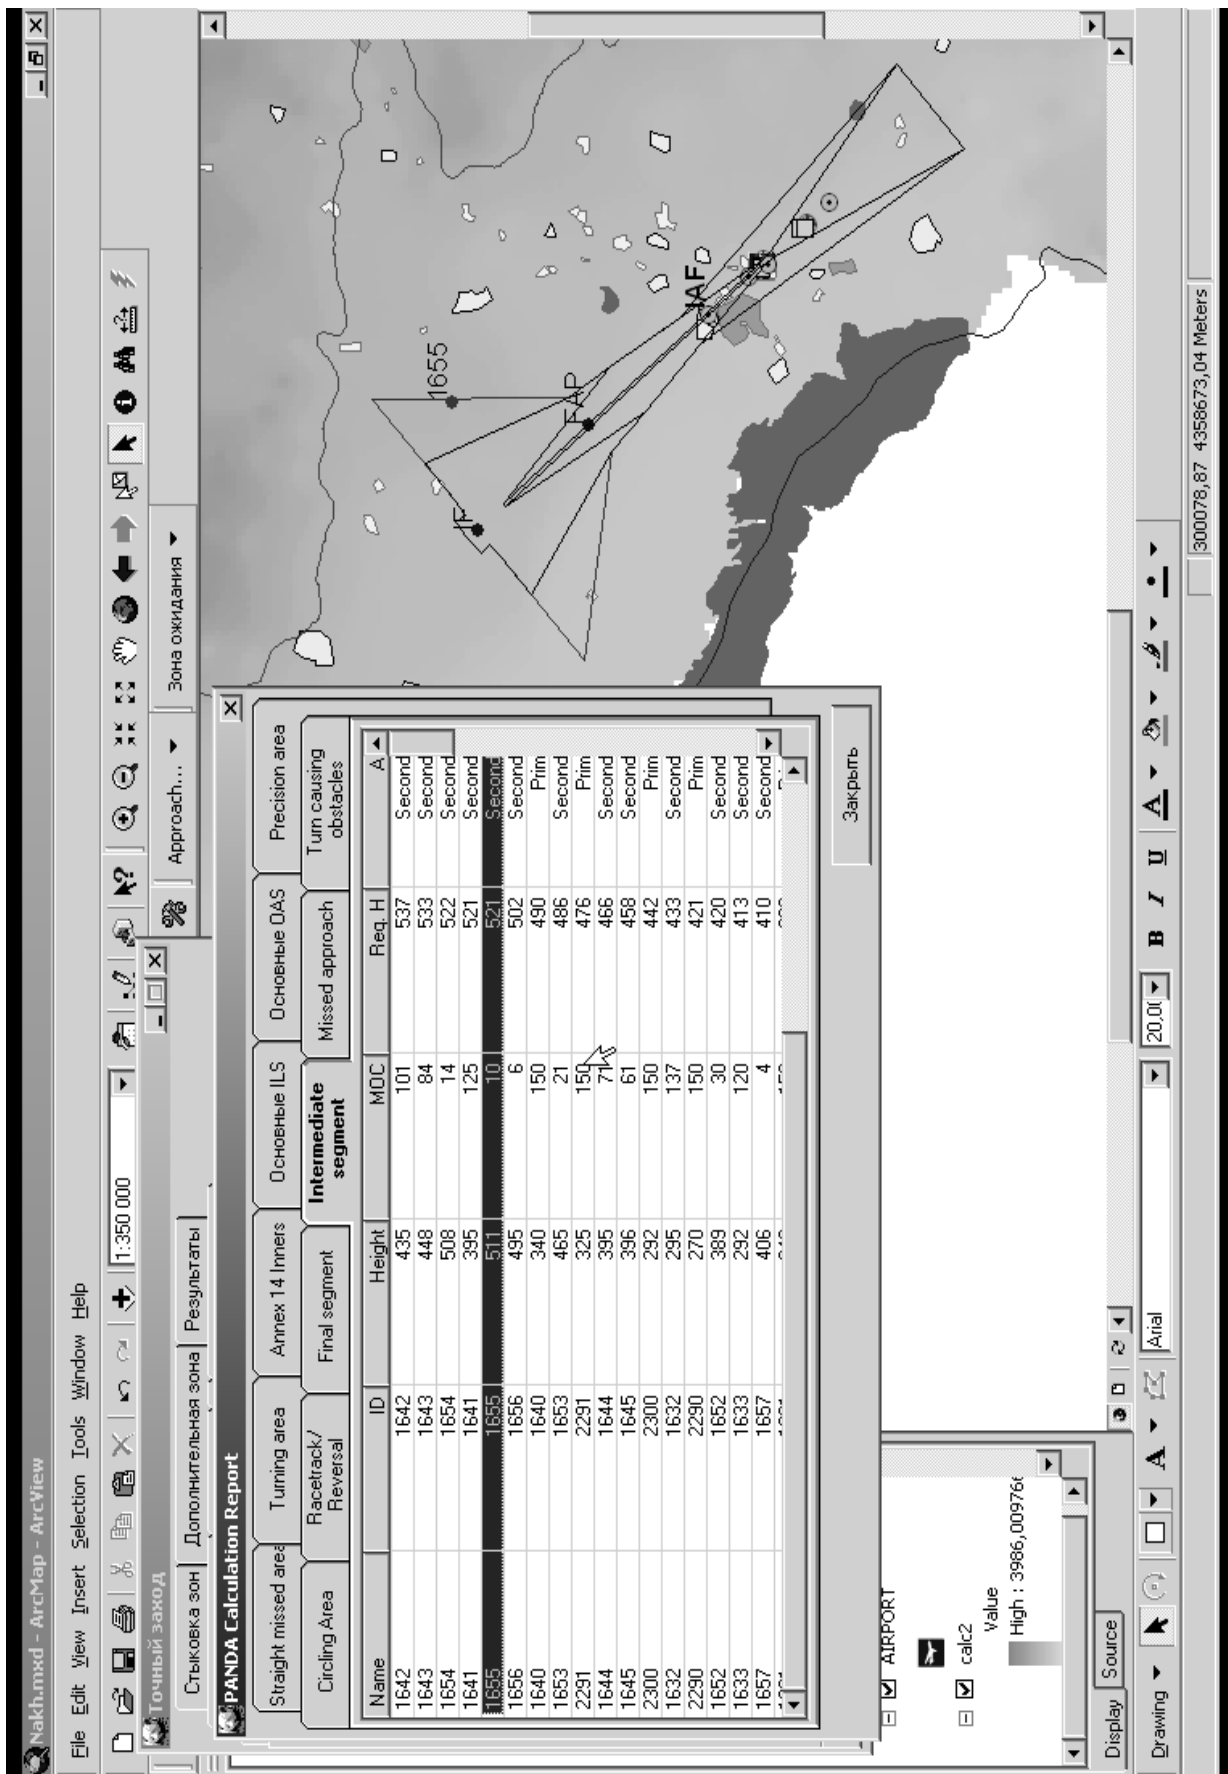 Nakh.mxd - ArcMap - ArcView
File Edit View Insert Selection Tools Window Help
1:350 000
Точный заход
Approach... Зона ожидания
Стыковка зон Дополнительная зона Результаты
PANDA Calculation Report
Straight missed area Turning area Annex 14 Inners Основные ILS Основные OAS Precision area
Circling Area Racetrack/ Reversal Final segment Intermediate segment Missed approach Turn causing obstacles
Name ID Height MOC Req. H A
1642 1642 435 101 537 Second
1643 1643 448 84 533 Second
1654 1654 508 14 522 Second
1641 1641 395 125 521 Second
1655 1655 511 10 521 Second
1656 1656 495 6 502 Second
1640 1640 340 150 490 Prim
1653 1653 465 21 486 Second
2291 2291 325 150 476 Prim
1644 1644 395 71 466 Second
1645 1645 396 61 458 Second
2300 2300 292 150 442 Prim
1632 1632 295 137 433 Second
2290 2290 270 150 421 Prim
1652 1652 389 30 420 Second
1633 1633 292 120 413 Second
1657 1657 406 4 410 Second
Закрыть
1655
IF
FAP
IAF
AIRPORT
calc2
Value
High : 3986,00976
Display Source
Drawing A Arial 20,0 B I U A
300078,87 4358673,04 Meters